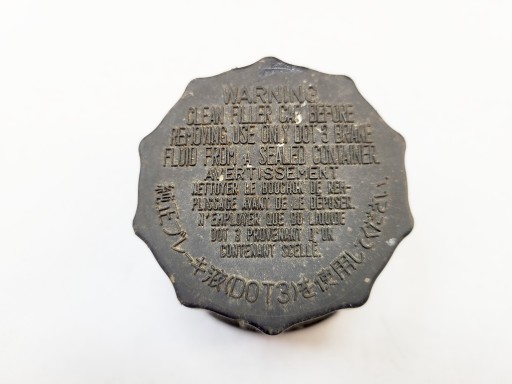 WARNING
CLEAN FILLER CAP BEFORE
REMOVING. USE ONLY DOT 3 BRAKE
FLUID FROM A SEALED CONTAINER.
AVERTISSEMENT
NETTOYER LE BOUCHON DE REM-
PLISSAGE AVANT DE LE DÉPOSER.
N'EMPLOYER QUE DU LIQUIDE
DOT 3 PROVENANT D'UN
CONTENANT SCELLE.
純正ブレーキ液(DOT3)を使用してください。